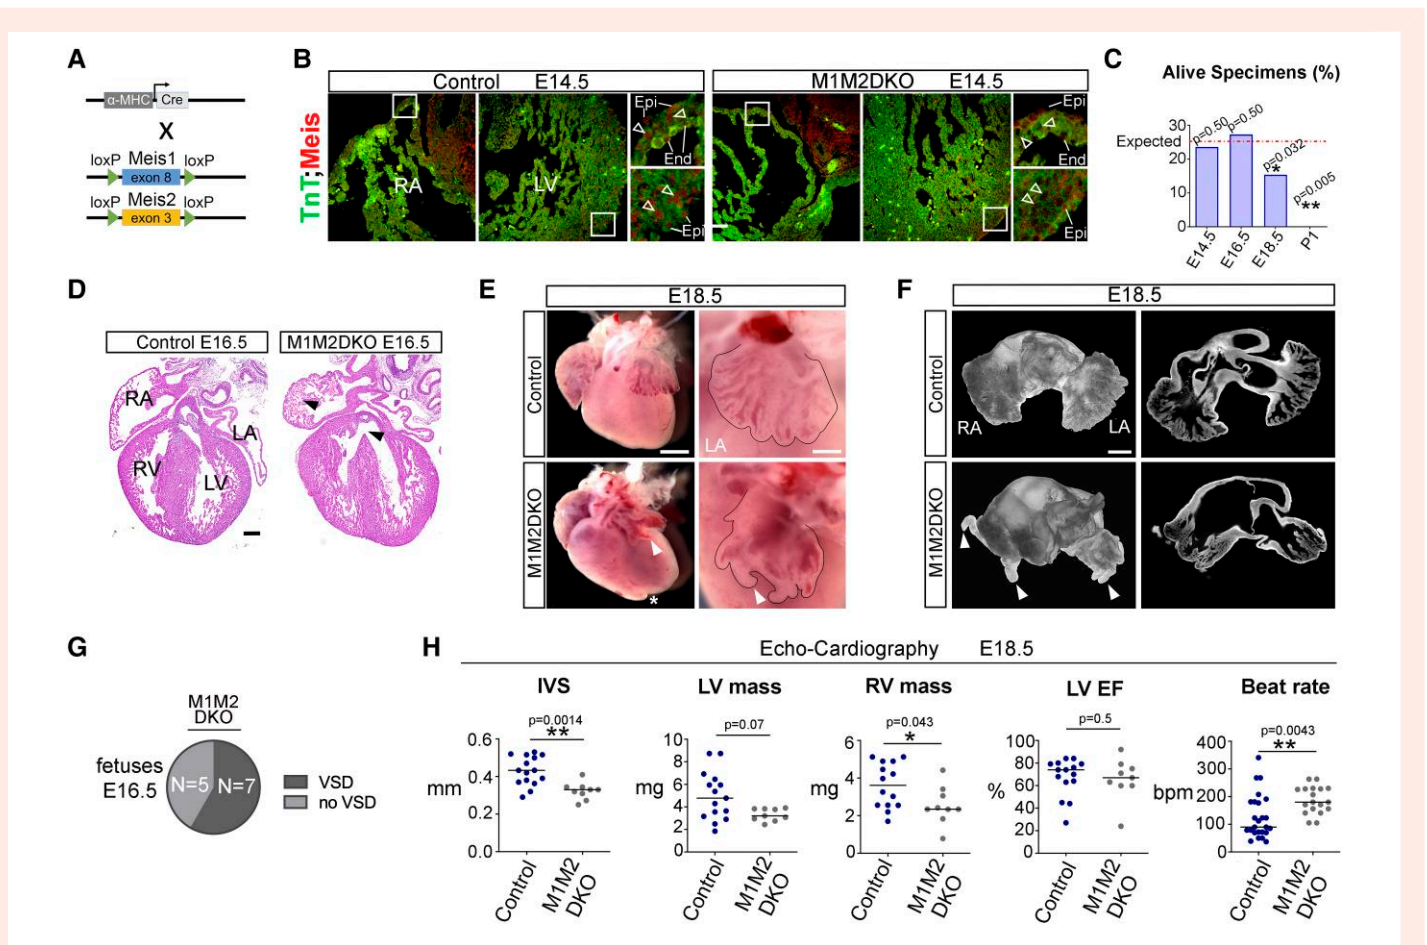 A
α-MHC Cre
X
loxP Meis1 loxP
exon 8
loxP Meis2 loxP
exon 3
B
Control E14.5
M1M2DKO E14.5
TnT;Meis
RA
LV
Epi
End
Epi
Epi
End
Epi
C
Alive Specimens (%)
Expected
30
20
10
0
p=0.50
p=0.50
p=0.032
*
p=0.005
**
E14.5
E16.5
E18.5
P1
D
Control E16.5
M1M2DKO E16.5
RA
LA
RV
LV
E
E18.5
Control
LA
M1M2DKO
*
F
E18.5
Control
RA
LA
M1M2DKO
G
M1M2
DKO
fetuses
E16.5
N=5
N=7
VSD
no VSD
H
Echo-Cardiography E18.5
IVS
p=0.0014
**
0.6
0.4
0.2
0.0
mm
Control
M1M2
DKO
LV mass
p=0.07
10
8
6
4
2
0
mg
Control
M1M2
DKO
RV mass
p=0.043
*
6
4
2
0
mg
Control
M1M2
DKO
LV EF
p=0.5
100
80
60
40
20
0
%
Control
M1M2
DKO
Beat rate
p=0.0043
**
400
300
200
100
0
bpm
Control
M1M2
DKO